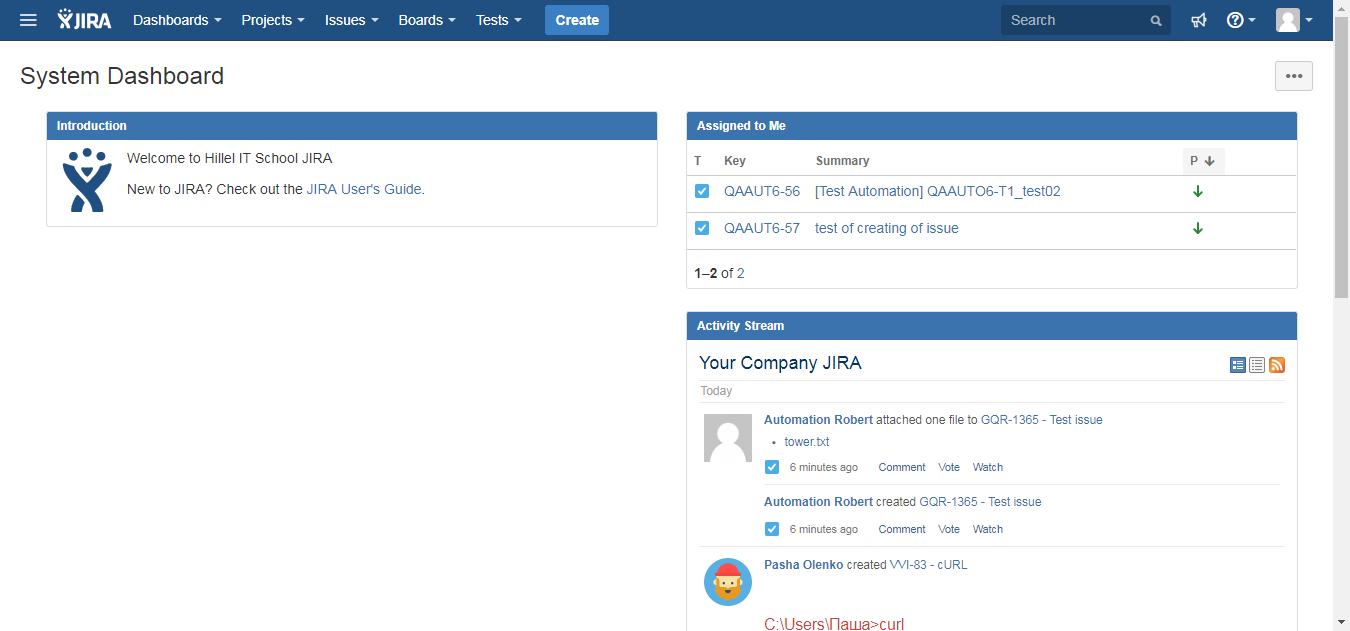 JIRA Dashboards Projects Issues Boards Tests Create Search
System Dashboard
Introduction
Welcome to Hillel IT School JIRA
New to JIRA? Check out the JIRA User's Guide.
Assigned to Me
T Key Summary P
QAAUT6-56 [Test Automation] QAAUTO6-T1_test02
QAAUT6-57 test of creating of issue
1–2 of 2
Activity Stream
Your Company JIRA
Today
Automation Robert attached one file to GQR-1365 - Test issue
• tower.txt
6 minutes ago Comment Vote Watch
Automation Robert created GQR-1365 - Test issue
6 minutes ago Comment Vote Watch
Pasha Olenko created VVI-83 - cURL
C:\Users\Паша>curl